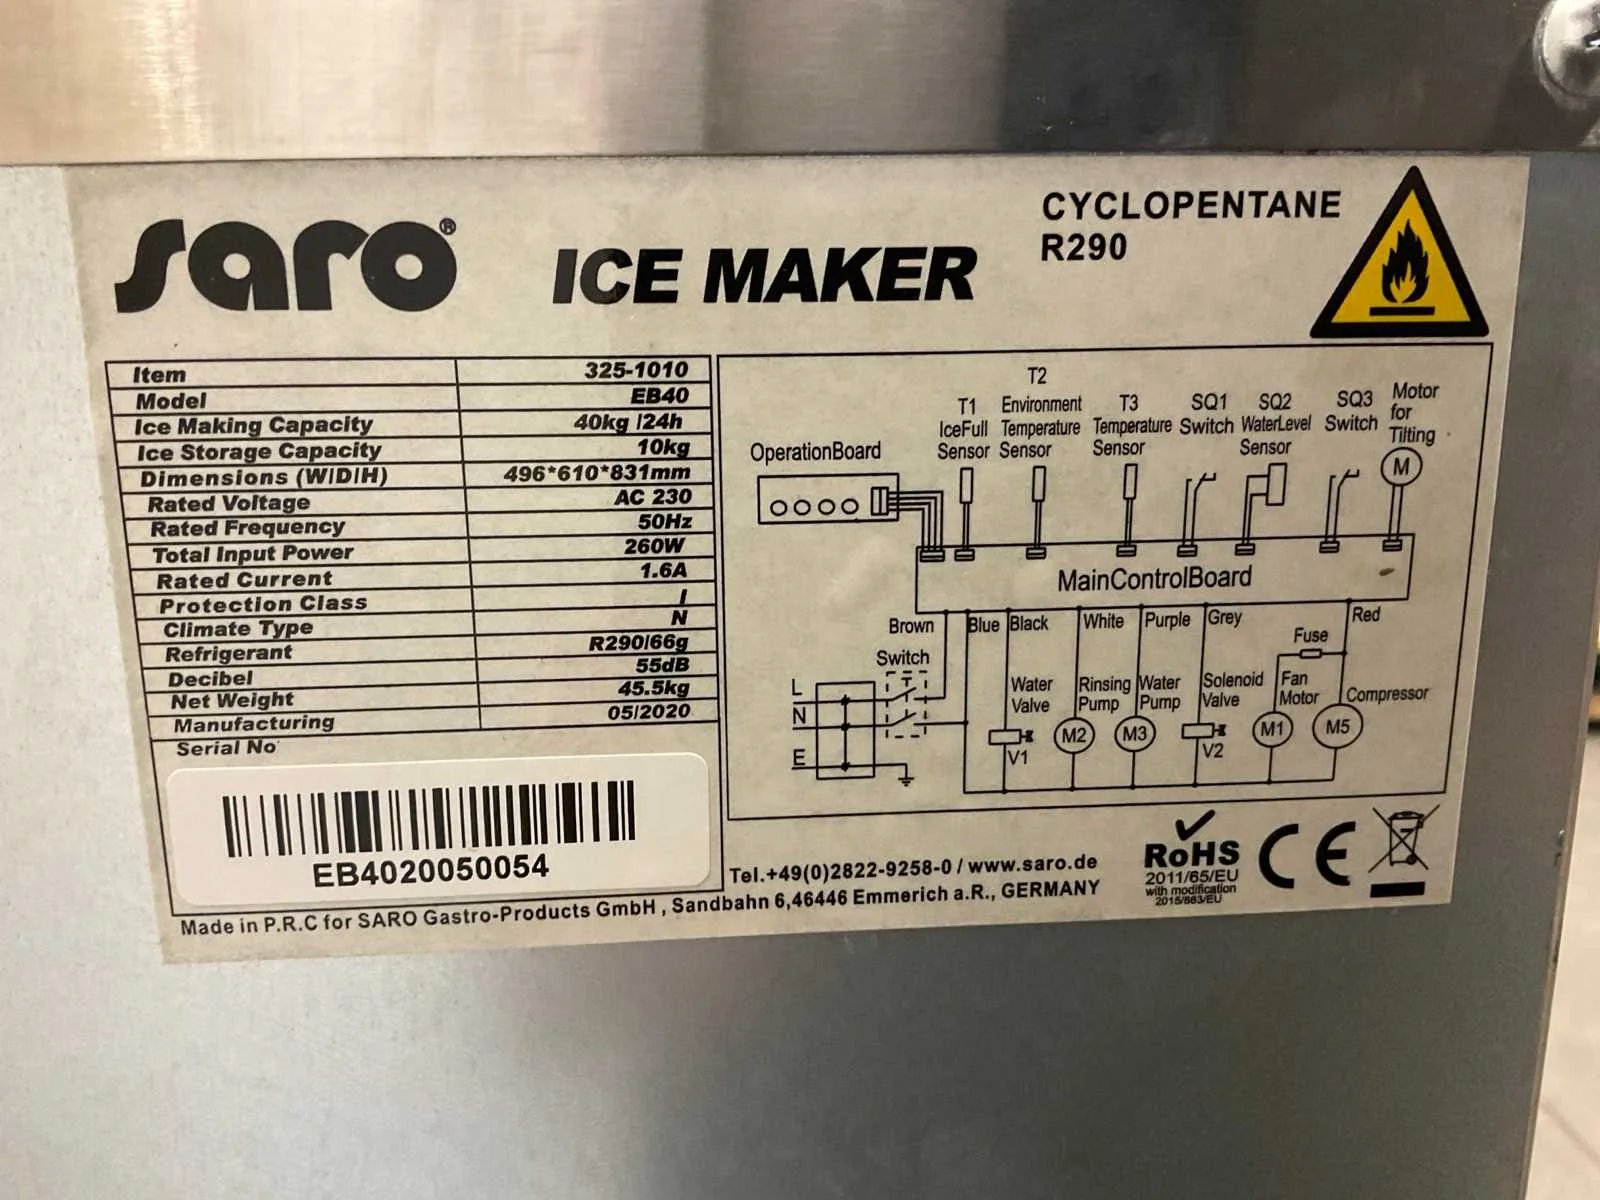 saro®
ICE MAKER
CYCLOPENTANE
R290
Item 325-1010
Model EB40
Ice Making Capacity 40kg /24h
Ice Storage Capacity 10kg
Dimensions (W/D/H) 496*610*831mm
Rated Voltage AC 230
Rated Frequency 50Hz
Total Input Power 260W
Rated Current 1.6A
Protection Class I
Climate Type N
Refrigerant R290/66g
Decibel 55dB
Net Weight 45.5kg
Manufacturing 05/2020
Serial No
EB4020050054
OperationBoard
T1
IceFull
Sensor
T2
Environment
Temperature
Sensor
T3
Temperature
Sensor
SQ1
Switch
SQ2
WaterLevel
Sensor
SQ3
Switch
Motor
for
Tilting
M
MainControlBoard
Brown
Blue
Black
White
Purple
Grey
Red
Fuse
Switch
L
N
E
Water
Valve
V1
Rinsing
Pump
M2
Water
Pump
M3
Solenoid
Valve
V2
Fan
Motor
M1
Compressor
M5
Tel.+49(0)2822-9258-0 / www.saro.de
Made in P.R.C for SARO Gastro-Products GmbH , Sandbahn 6,46446 Emmerich a.R., GERMANY
RoHS
2011/65/EU
with modification
2015/863/EU
CE